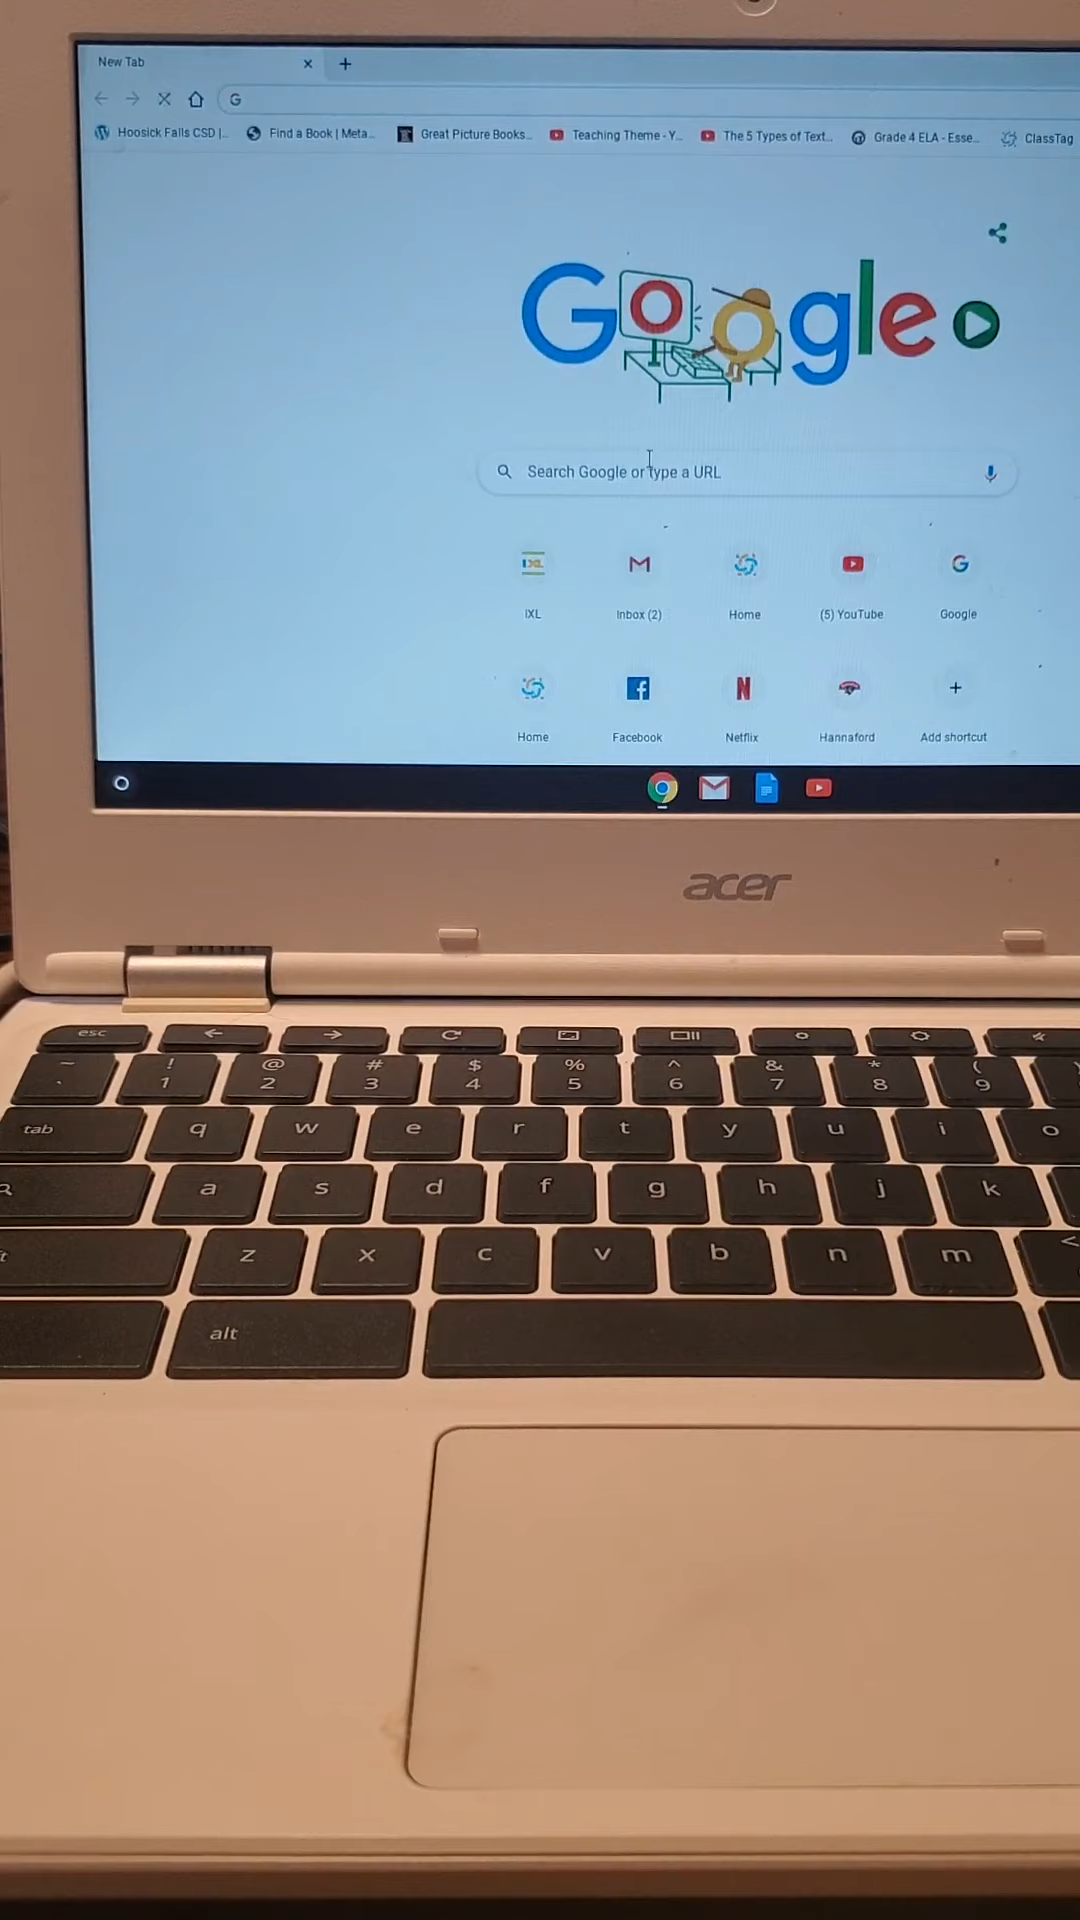 New Tab
G
Hoosick Falls CSD |... Find a Book | Meta... Great Picture Books... Teaching Theme - Y... The 5 Types of Text... Grade 4 ELA - Esse... ClassTag
Google
Search Google or type a URL
IXL
IXL Inbox (2) Home (5) YouTube Google
Home Facebook Netflix Hannaford Add shortcut
acer
esc
~ ! @ # $ % ^ & * (
` 1 2 3 4 5 6 7 8 9
tab q w e r t y u i o
a s d f g h j k
z x c v b n m <
alt